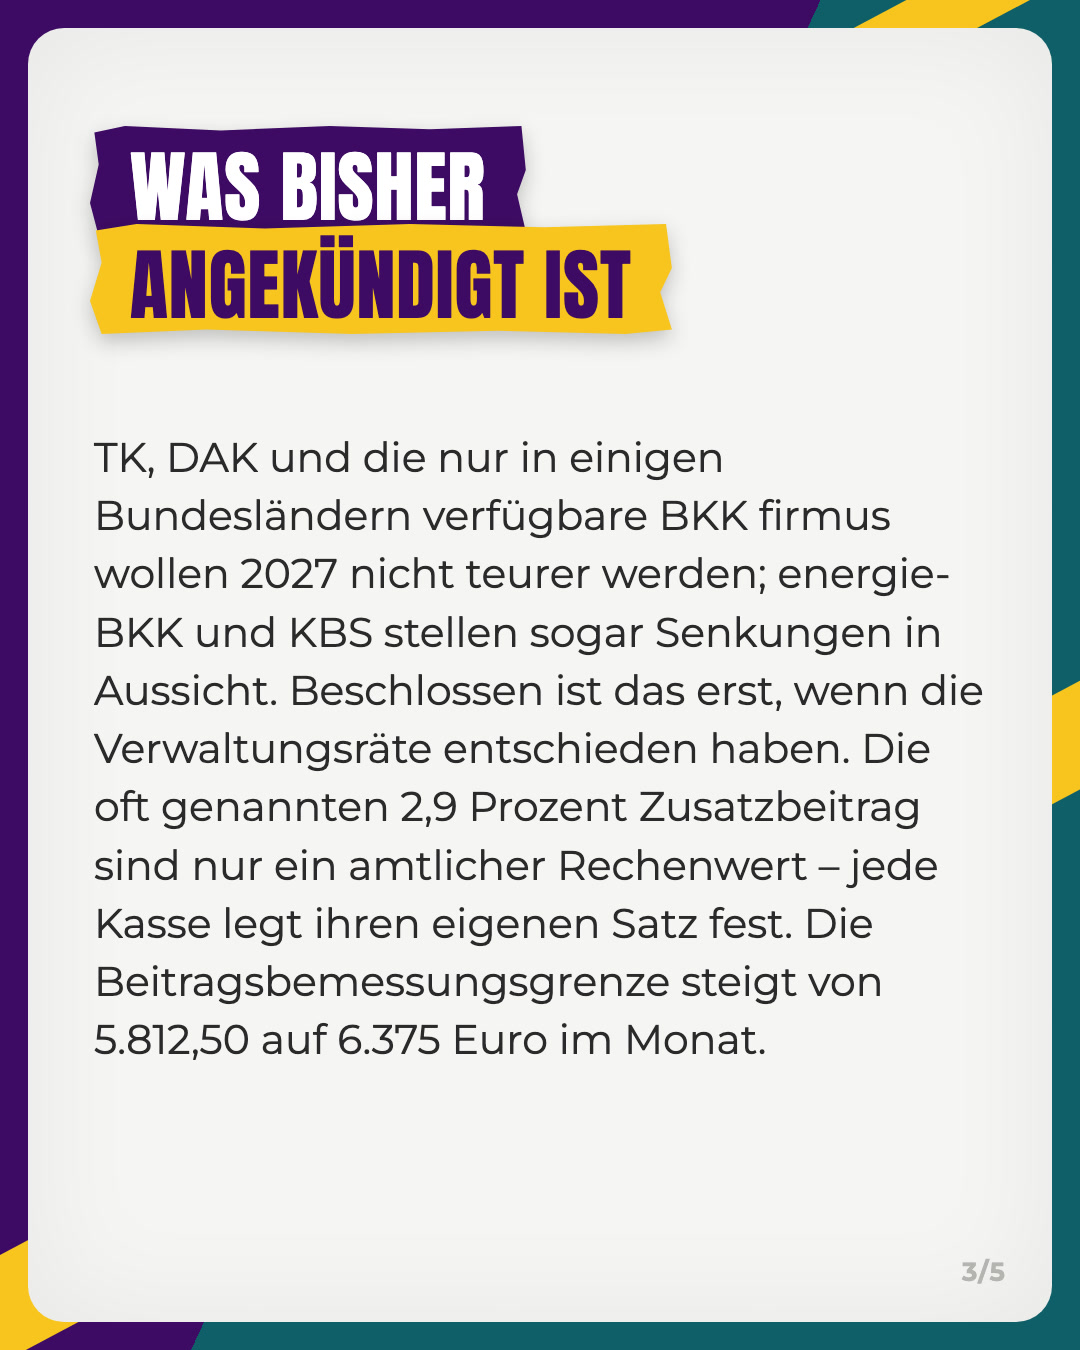 WAS BISHER
ANGEKÜNDIGT IST
TK, DAK und die nur in einigen
Bundesländern verfügbare BKK firmus
wollen 2027 nicht teurer werden; energie-
BKK und KBS stellen sogar Senkungen in
Aussicht. Beschlossen ist das erst, wenn die
Verwaltungsräte entschieden haben. Die
oft genannten 2,9 Prozent Zusatzbeitrag
sind nur ein amtlicher Rechenwert – jede
Kasse legt ihren eigenen Satz fest. Die
Beitragsbemessungsgrenze steigt von
5.812,50 auf 6.375 Euro im Monat.
3/5